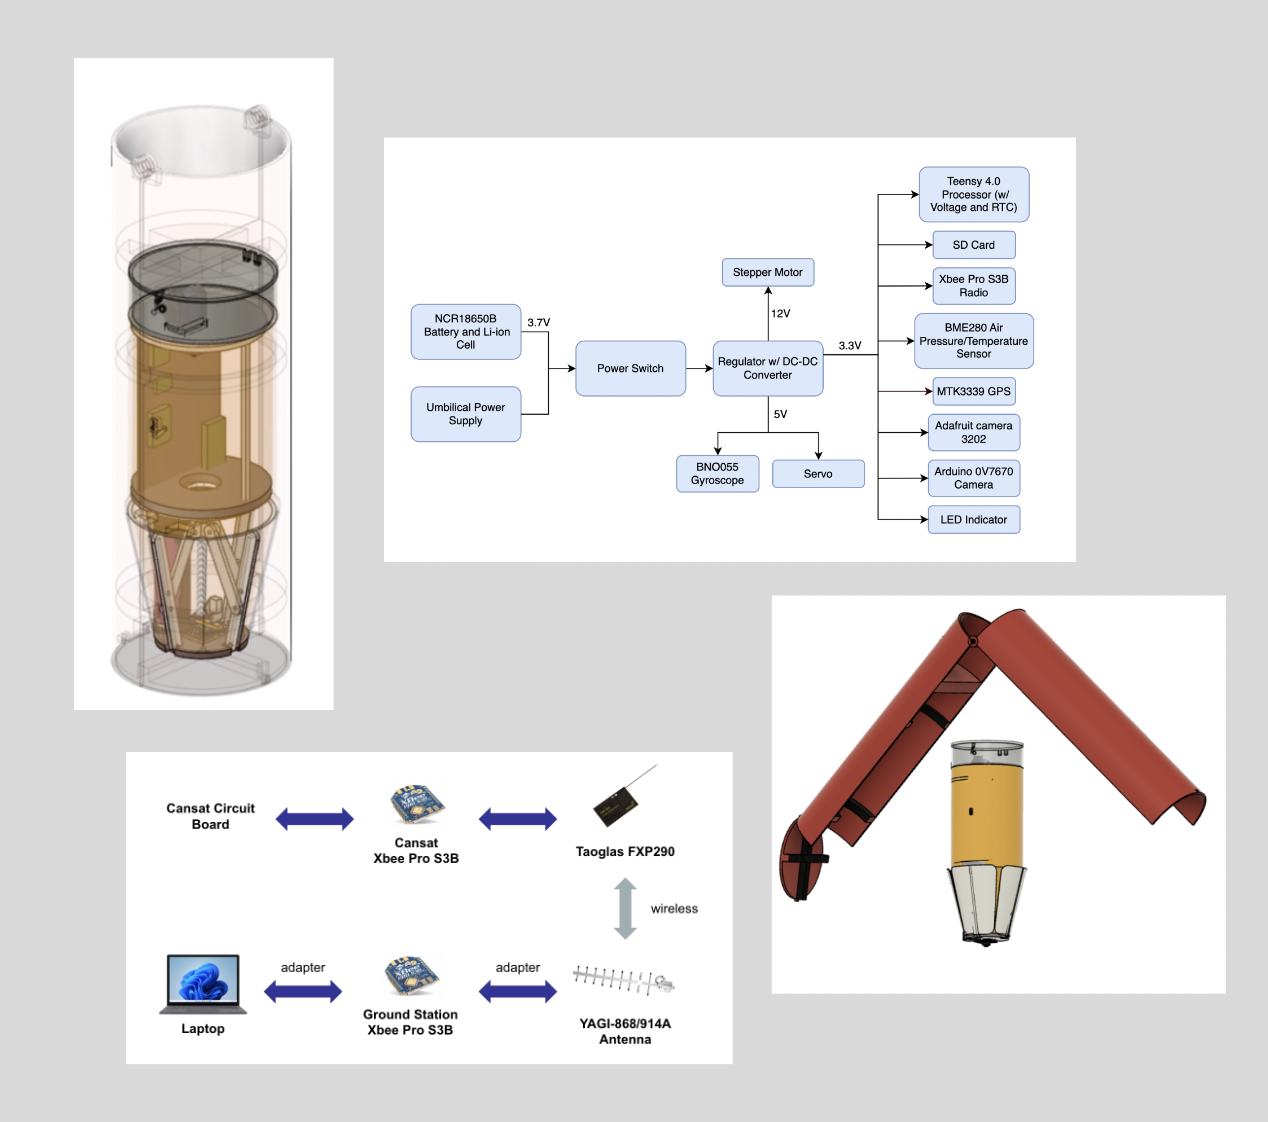 Teensy 4.0
Processor (w/
Voltage and RTC)
SD Card
Xbee Pro S3B
Radio
Stepper Motor
12V
NCR18650B
Battery and Li-ion
Cell
3.7V
BME280 Air
Pressure/Temperature
Sensor
3.3V
Power Switch
Regulator w/ DC-DC
Converter
MTK3339 GPS
Umbilical Power
Supply
5V
Adafruit camera
3202
BNO055
Gyroscope
Servo
Arduino 0V7670
Camera
LED Indicator
Cansat Circuit
Board
Cansat
Xbee Pro S3B
Taoglas FXP290
wireless
adapter
adapter
Laptop
Ground Station
Xbee Pro S3B
YAGI-868/914A
Antenna